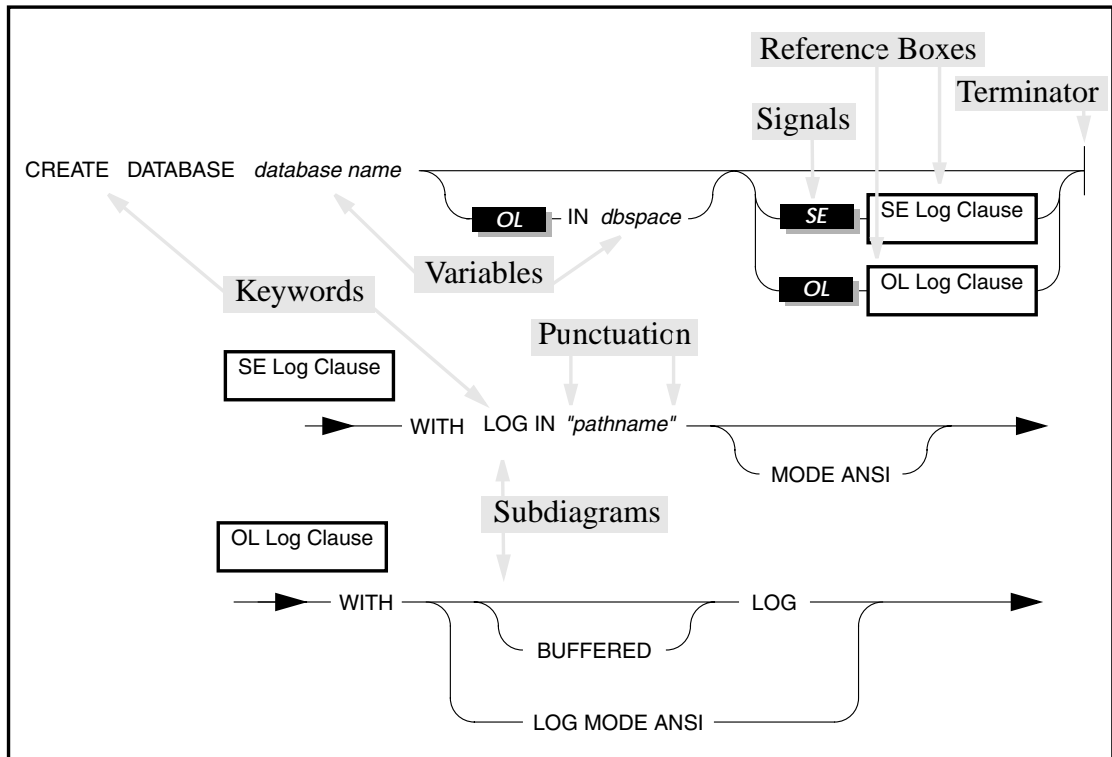 Reference Boxes
Terminator
Signals
CREATE DATABASE database name
OL IN dbspace
SE SE Log Clause
OL OL Log Clause
Variables
Keywords
Punctuation
SE Log Clause
WITH LOG IN "pathname"
MODE ANSI
Subdiagrams
OL Log Clause
WITH LOG
BUFFERED
LOG MODE ANSI